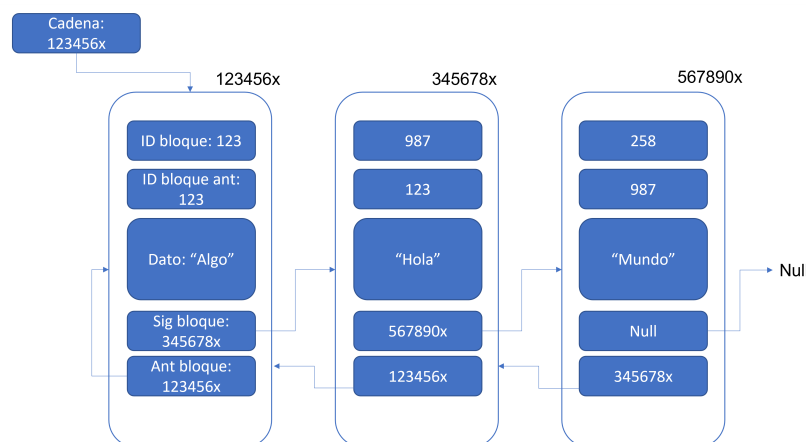 Cadena:
123456x
123456x
345678x
567890x
ID bloque: 123
987
258
ID bloque ant:
123
123
987
Dato: “Algo”
“Hola”
“Mundo”
Nul
Sig bloque:
345678x
567890x
Null
Ant bloque:
123456x
123456x
345678x